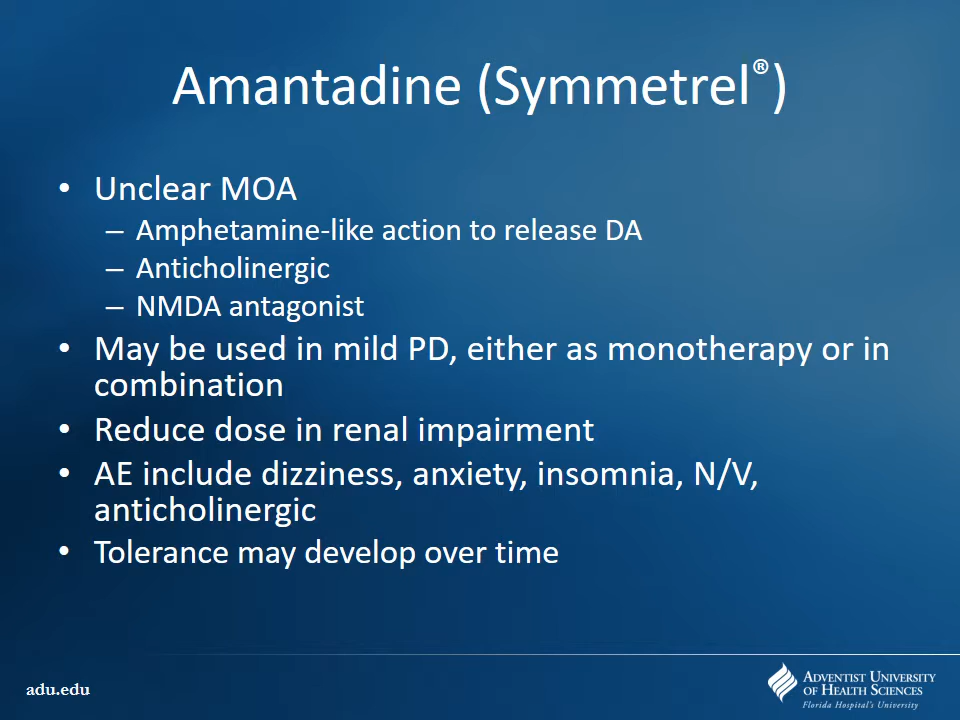 Amantadine (Symmetrel®)
• Unclear MOA
– Amphetamine-like action to release DA
– Anticholinergic
– NMDA antagonist
• May be used in mild PD, either as monotherapy or in
combination
• Reduce dose in renal impairment
• AE include dizziness, anxiety, insomnia, N/V,
anticholinergic
• Tolerance may develop over time
adu.edu
ADVENTIST UNIVERSITY
OF HEALTH SCIENCES
Florida Hospital's University